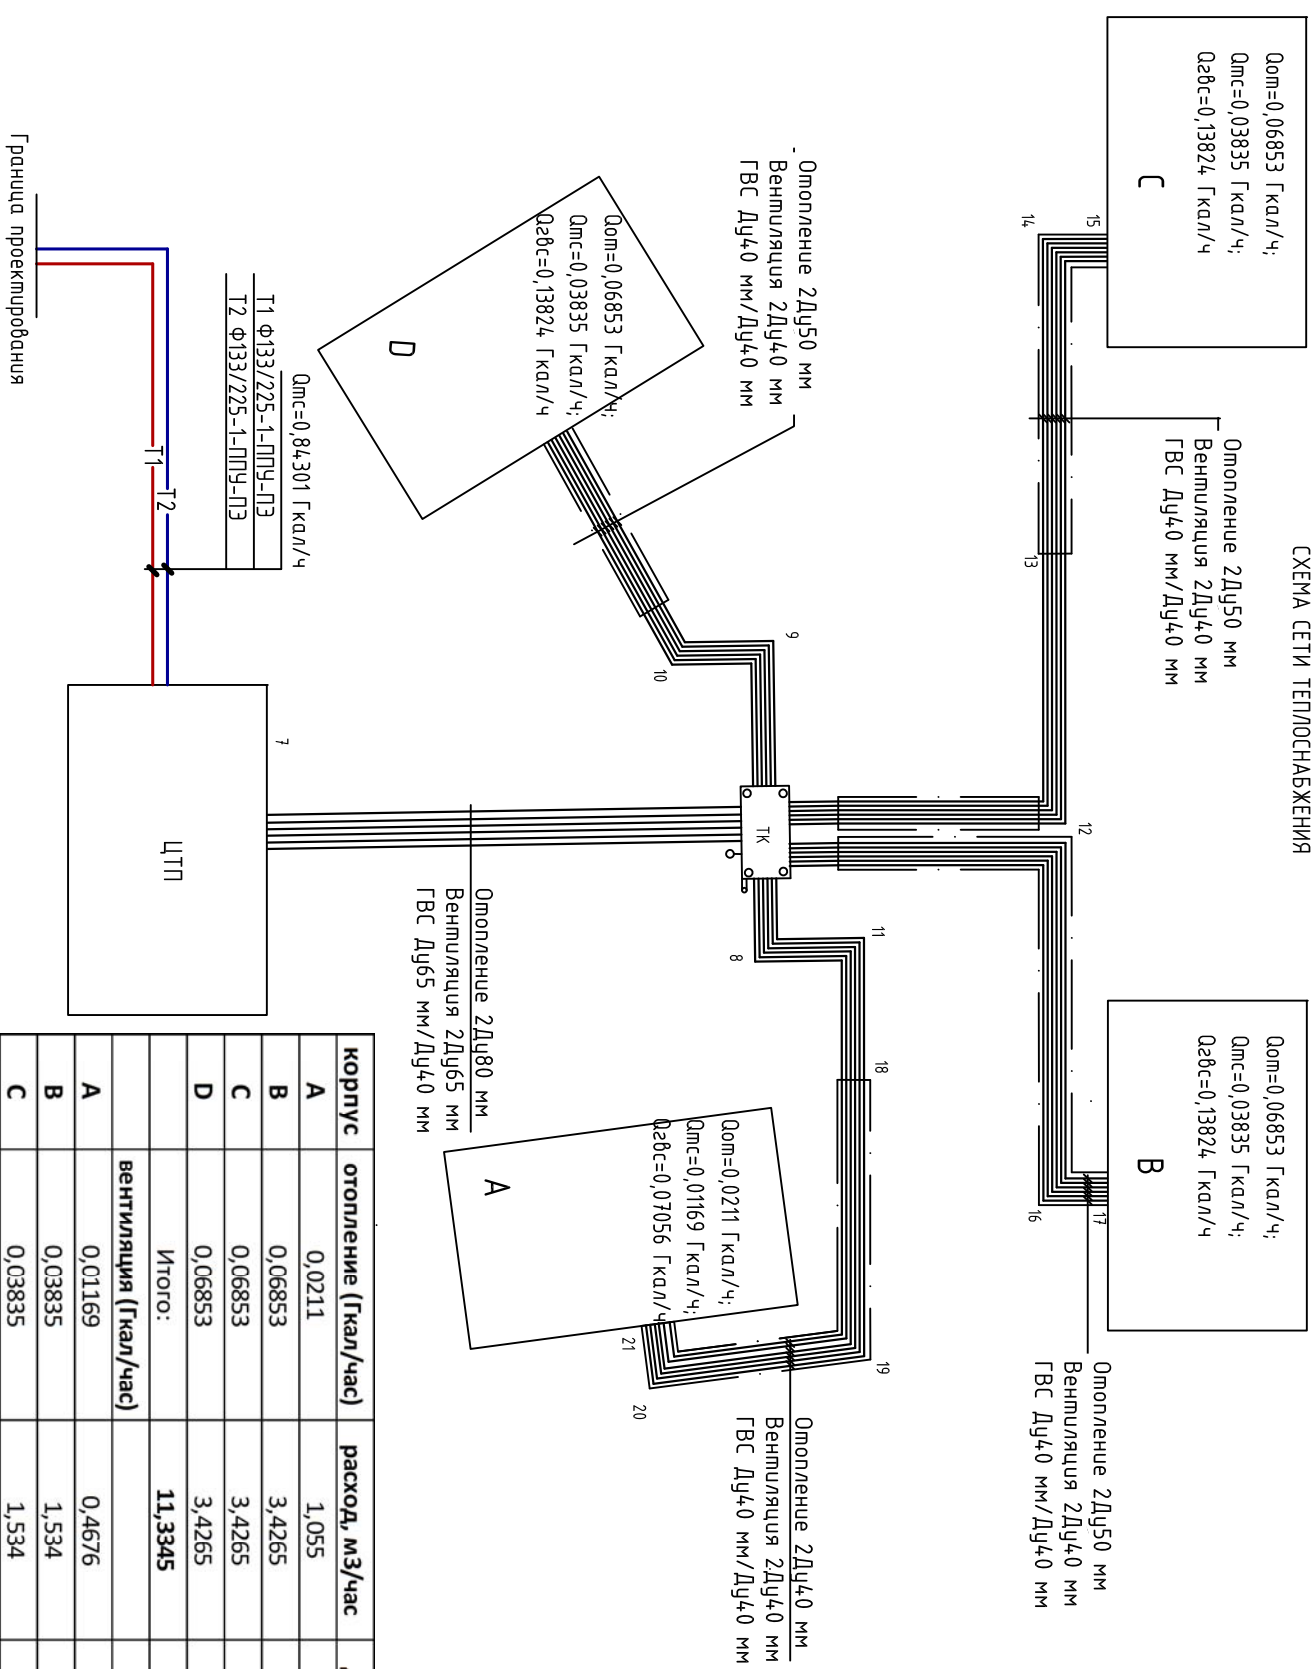 СХЕМА СЕТИ ТЕПЛОСНАБЖЕНИЯ
Qот=0,06853 Гкал/ч;
Qтс=0,03835 Гкал/ч;
Qгвс=0,13824 Гкал/ч
С
15
14
Отопление 2Ду50 мм
Вентиляция 2Ду40 мм
ГВС Ду40 мм/Ду40 мм
13
12
Qот=0,06853 Гкал/ч;
Qтс=0,03835 Гкал/ч;
Qгвс=0,13824 Гкал/ч
В
17
16
Отопление 2Ду50 мм
Вентиляция 2Ду40 мм
ГВС Ду40 мм/Ду40 мм
Отопление 2Ду50 мм
Вентиляция 2Ду40 мм
ГВС Ду40 мм/Ду40 мм
Qот=0,06853 Гкал/ч;
Qтс=0,03835 Гкал/ч;
Qгвс=0,13824 Гкал/ч
D
9
10
ТК
11
8
18
19
20
21
Qот=0,0211 Гкал/ч;
Qтс=0,01169 Гкал/ч;
Qгвс=0,07056 Гкал/ч
А
Отопление 2Ду40 мм
Вентиляция 2Ду40 мм
ГВС Ду40 мм/Ду40 мм
Отопление 2Ду80 мм
Вентиляция 2Ду65 мм
ГВС Ду65 мм/Ду40 мм
Qтс=0,84301 Гкал/ч
Т1 Ф133/225-1-ППУ-ПЭ
Т2 Ф133/225-1-ППУ-ПЭ
Т2
Т1
7
ЦТП
Граница проектирования
корпус отопление (Гкал/час) расход, м3/час
А 0,0211 1,055
В 0,06853 3,4265
С 0,06853 3,4265
D 0,06853 3,4265
Итого: 11,3345
вентиляция (Гкал/час)
А 0,01169 0,4676
В 0,03835 1,534
С 0,03835 1,534